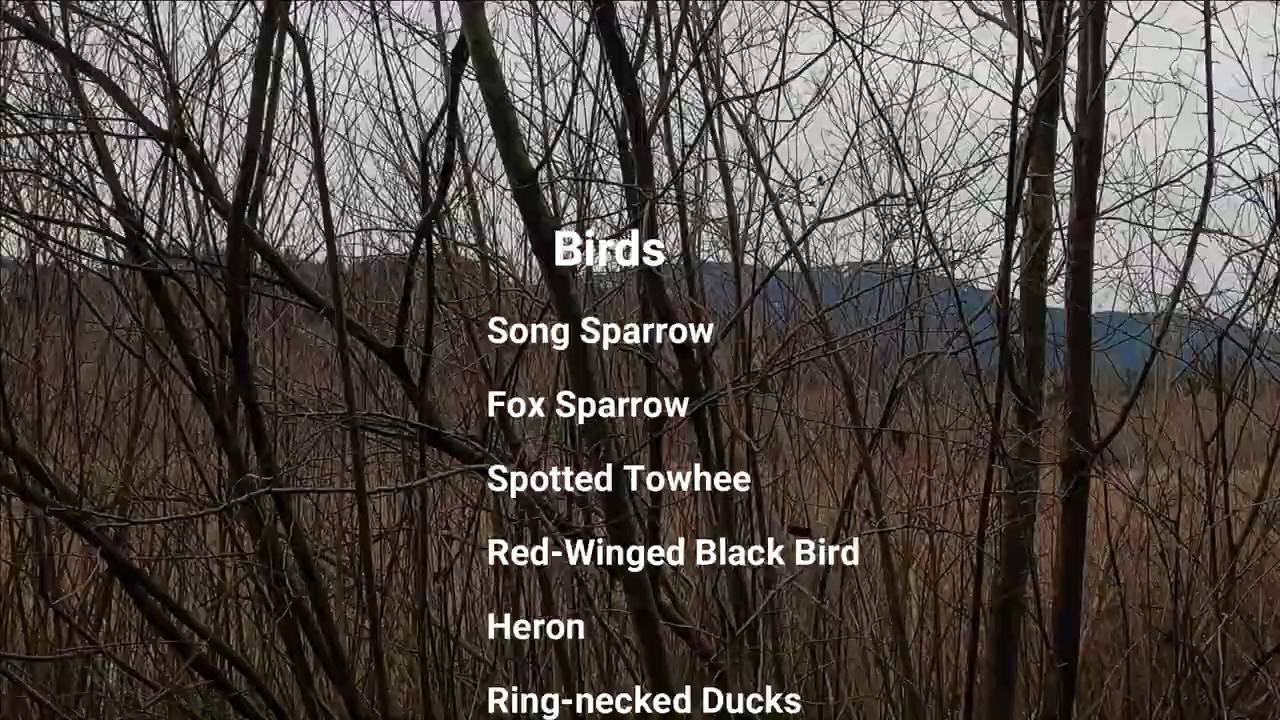 Birds
Song Sparrow
Fox Sparrow
Spotted Towhee
Red-Winged Black Bird
Heron
Ring-necked Ducks